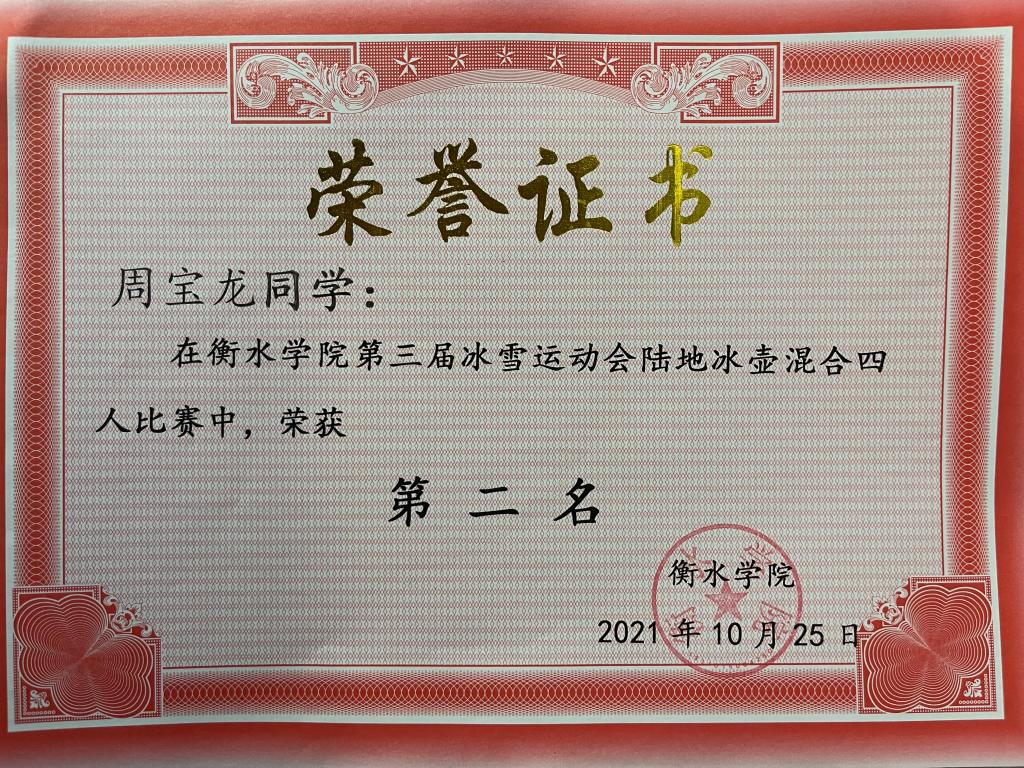 荣誉证书
周宝龙同学：
在衡水学院第三届冰雪运动会陆地冰壶混合四
人比赛中，荣获
第二名
衡水学院
2021年10月25日